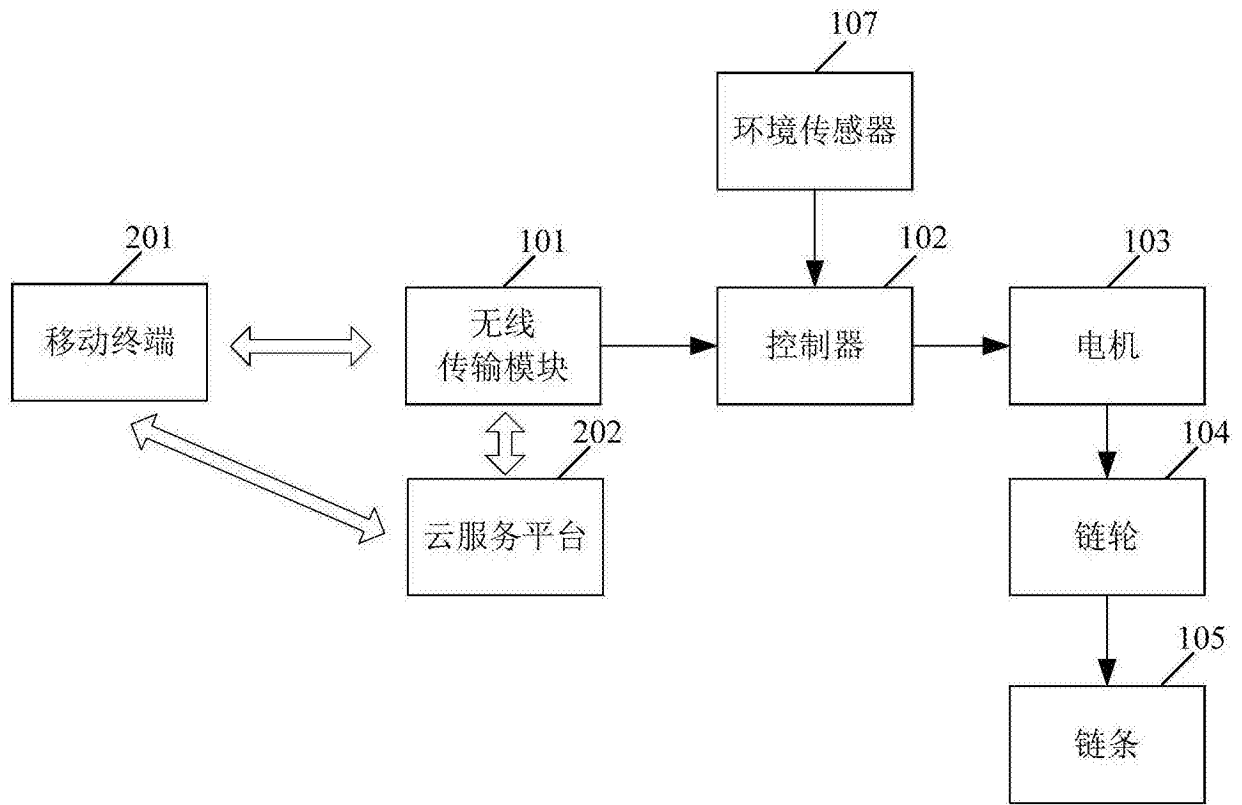 107
环境传感器
201
101
102
103
移动终端
无线
传输模块
控制器
电机
202
104
云服务平台
链轮
105
链条